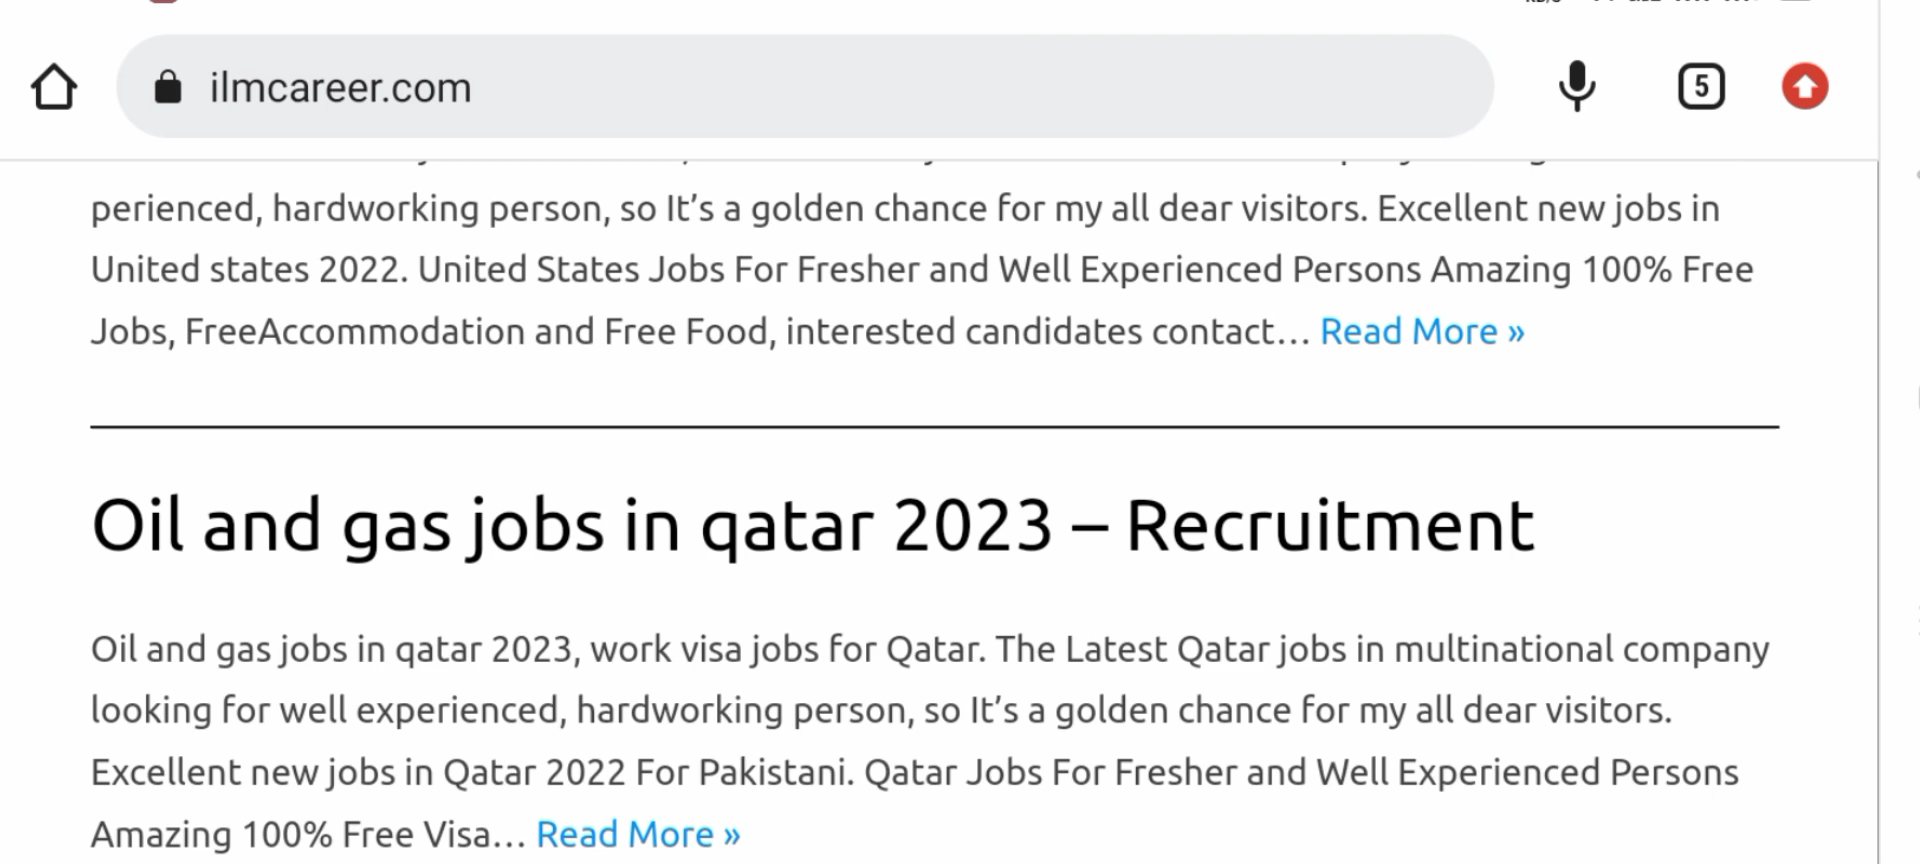 ilmcareer.com
5
perienced, hardworking person, so It’s a golden chance for my all dear visitors. Excellent new jobs in
United states 2022. United States Jobs For Fresher and Well Experienced Persons Amazing 100% Free
Jobs, FreeAccommodation and Free Food, interested candidates contact... Read More »
Oil and gas jobs in qatar 2023 – Recruitment
Oil and gas jobs in qatar 2023, work visa jobs for Qatar. The Latest Qatar jobs in multinational company
looking for well experienced, hardworking person, so It’s a golden chance for my all dear visitors.
Excellent new jobs in Qatar 2022 For Pakistani. Qatar Jobs For Fresher and Well Experienced Persons
Amazing 100% Free Visa... Read More »